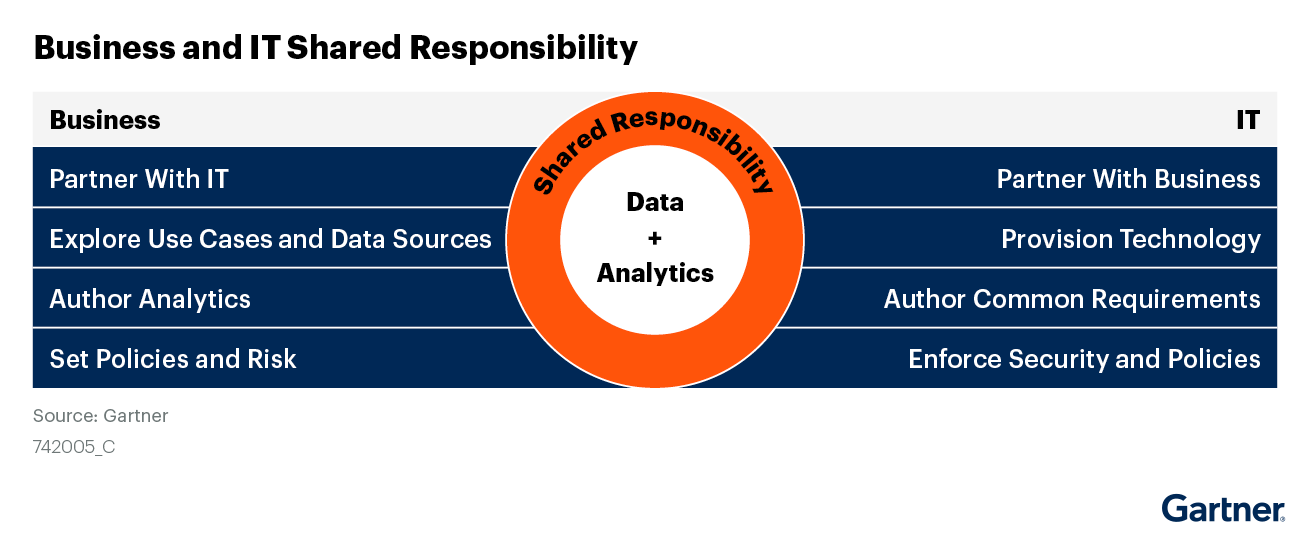 Business and IT Shared Responsibility
Business
IT
Shared Responsibility
Data
+
Analytics
Partner With IT
Partner With Business
Explore Use Cases and Data Sources
Provision Technology
Author Analytics
Author Common Requirements
Set Policies and Risk
Enforce Security and Policies
Source: Gartner
742005_C
Gartner®